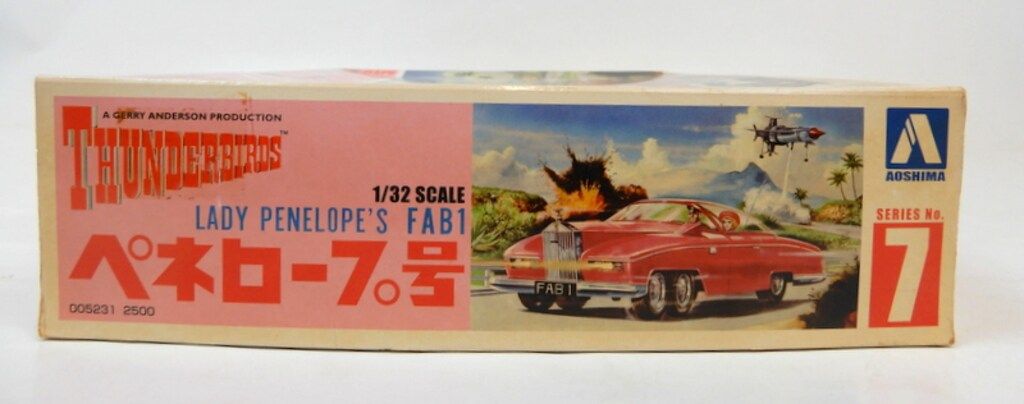 A GERRY ANDERSON PRODUCTION
THUNDERBIRDS™
1/32 SCALE
LADY PENELOPE'S FAB1
ペネロープ号
005231 2500
FAB 1
AOSHIMA
SERIES No.
7